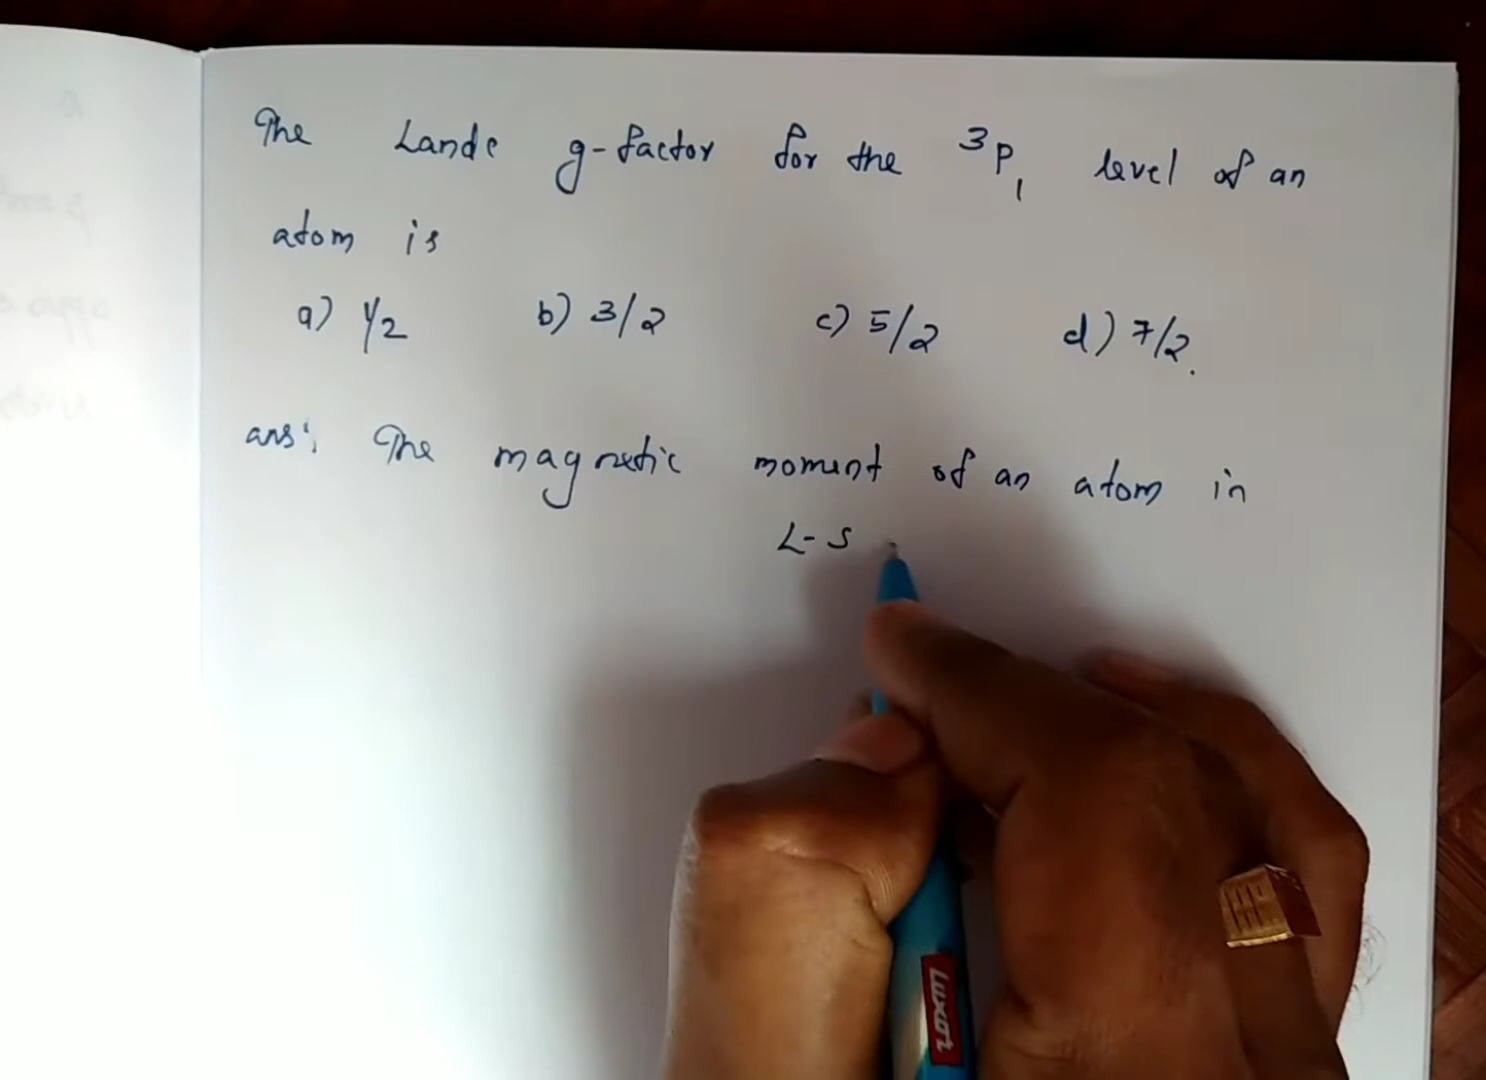 The Lande g-factor for the ³P₁ level of an
atom is
a) 1/2 b) 3/2 c) 5/2 d) 7/2.
ans: The magnetic moment of an atom in
L-S
LUXOR